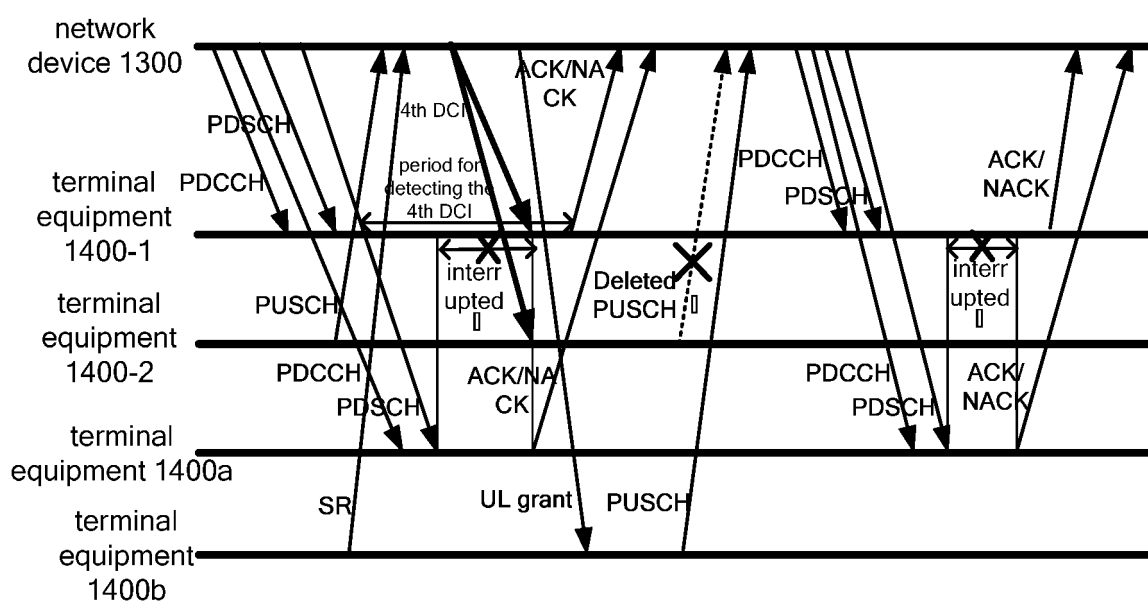 network
device 1300
ACK/NA
CK
4th DCI
PDSCH
period for
detecting the
4th DCI
PDCCH
PDCCH
PDSCH
ACK/
NACK
terminal
equipment
1400-1
interr
upted
Deleted
PUSCH
interr
upted
terminal
equipment
1400-2
PUSCH
PDCCH
PDSCH
ACK/NA
CK
PDCCH
PDSCH
ACK/
NACK
terminal
equipment 1400a
SR
UL grant
PUSCH
terminal
equipment
1400b